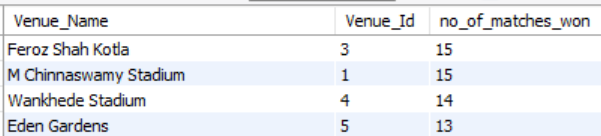 Venue_Name Venue_Id no_of_matches_won
Feroz Shah Kotla 3 15
M Chinnaswamy Stadium 1 15
Wankhede Stadium 4 14
Eden Gardens 5 13